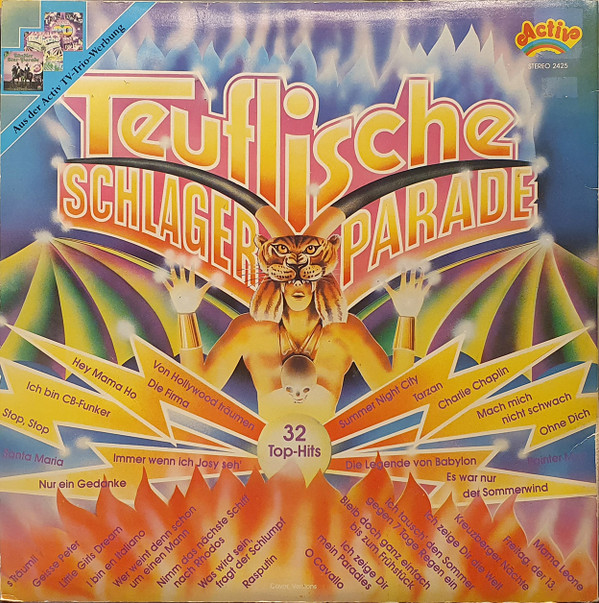 Aus der Activ TV-Trio-Werbung
Activ
STEREO 2425
Teuflische
SCHLAGER PARADE
Hey Mama Ho
Von Hollywood träumen
Die Firma
Ich bin CB-Funker
Stop, Stop
Maria
Immer wenn ich Josy seh'
Nur ein Gedanke
32
Top-Hits
Summer Night City
Tarzan
Charlie Chaplin
Mach mich
nicht schwach
Ohne Dich
Die Legende von Babylon
Es war nur
der Sommerwind
Geisse Peter
Little Girls Dream
I bin en Italiano
Wer weint denn schon
um einen Mann
Nimm das nächste Schiff
nach Rhodos
Was wird sein,
fragt der Schlumpf
Rasputin
O Cavallo
Ich zeige Dir
mein Paradies
Bleib doch ganz einfach
bis zum Frühstück
Ich tausch' den Sommer
gegen 7 Tage Regen ein
Ich zeige Dir die Welt
Kreuzberger Nächte
Freitag, der 13.
Mama Leone